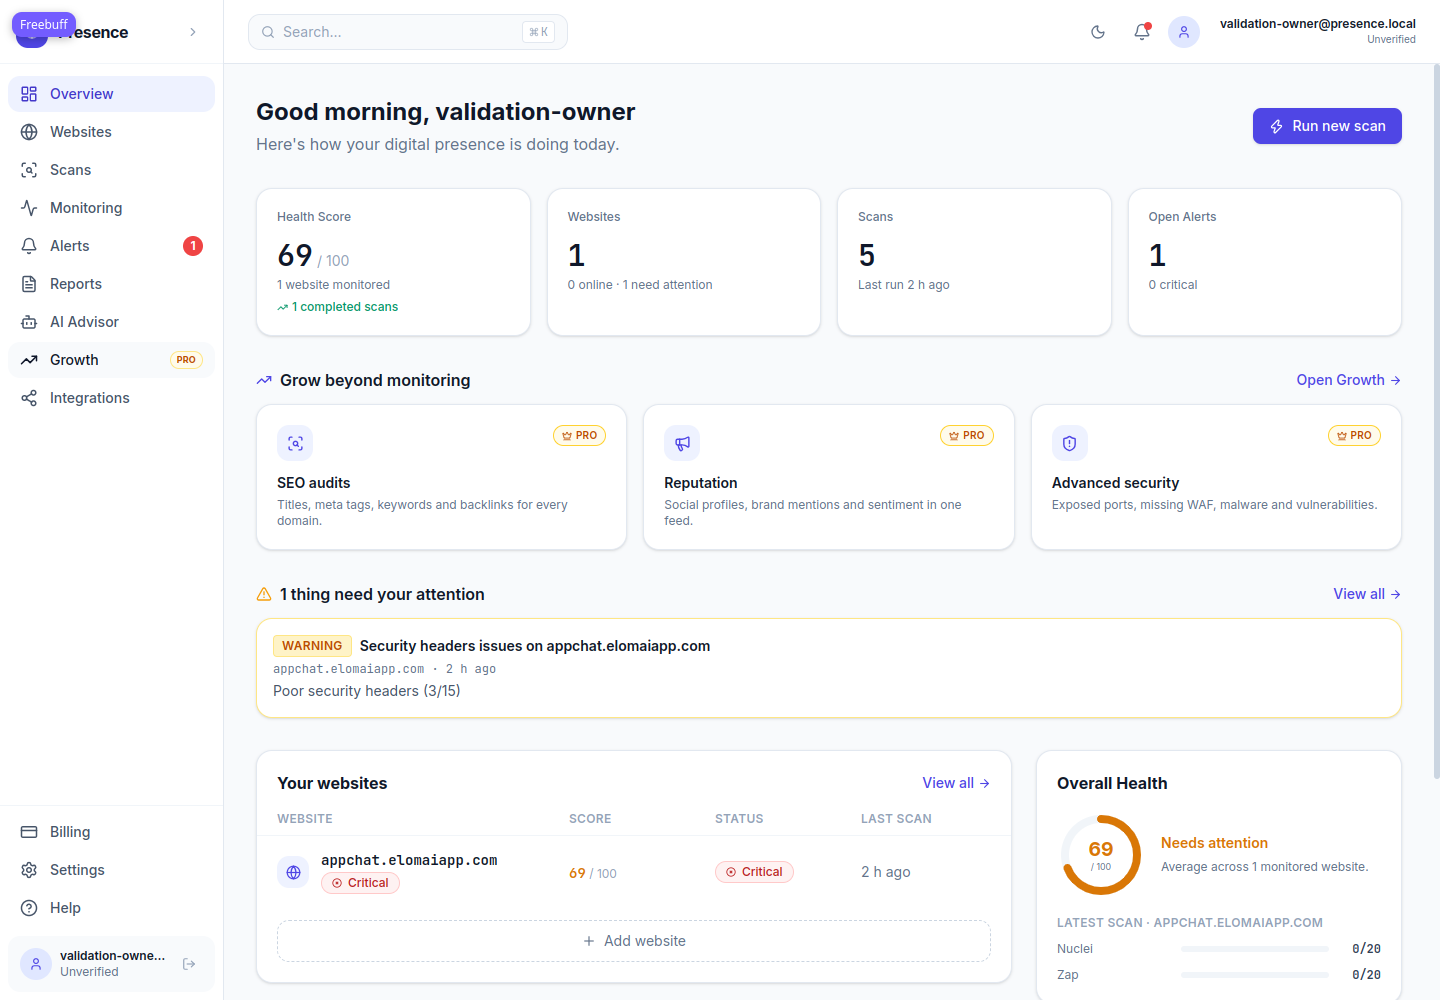 Freebuff
Presence
Overview
Websites
Scans
Monitoring
Alerts 1
Reports
AI Advisor
Growth PRO
Integrations
Billing
Settings
Help
validation-owne...
Unverified
Search... ⌘K
validation-owner@presence.local
Unverified
Good morning, validation-owner
Here's how your digital presence is doing today.
Run new scan
Health Score
69 / 100
1 website monitored
1 completed scans
Websites
1
0 online · 1 need attention
Scans
5
Last run 2 h ago
Open Alerts
1
0 critical
Grow beyond monitoring
Open Growth →
PRO
SEO audits
Titles, meta tags, keywords and backlinks for every
domain.
PRO
Reputation
Social profiles, brand mentions and sentiment in one
feed.
PRO
Advanced security
Exposed ports, missing WAF, malware and vulnerabilities.
1 thing need your attention
View all →
WARNING Security headers issues on appchat.elomaiapp.com
appchat.elomaiapp.com · 2 h ago
Poor security headers (3/15)
Your websites
View all →
WEBSITE SCORE STATUS LAST SCAN
appchat.elomaiapp.com
Critical
69 / 100
Critical
2 h ago
Add website
Overall Health
69
/ 100
Needs attention
Average across 1 monitored website.
LATEST SCAN · APPCHAT.ELOMAIAPP.COM
Nuclei 0/20
Zap 0/20